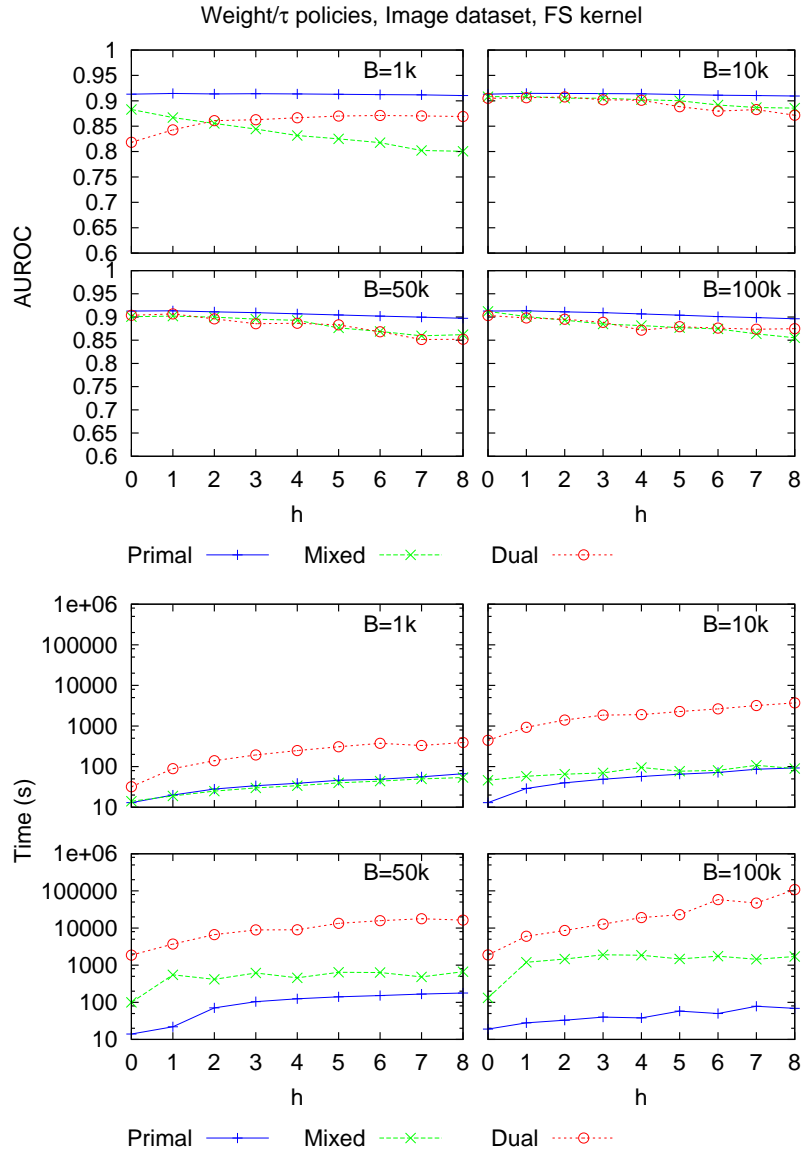 Weight/τ policies, Image dataset, FS kernel
AUROC
B=1k
1
0.95
0.9
0.85
0.8
0.75
0.7
0.65
0.6
B=10k
B=50k
1
0.95
0.9
0.85
0.8
0.75
0.7
0.65
0.6
0 1 2 3 4 5 6 7 8
h
B=100k
0 1 2 3 4 5 6 7 8
h
Primal Mixed Dual
Time (s)
B=1k
1e+06
100000
10000
1000
100
10
B=10k
B=50k
1e+06
100000
10000
1000
100
10
0 1 2 3 4 5 6 7 8
h
B=100k
0 1 2 3 4 5 6 7 8
h
Primal Mixed Dual